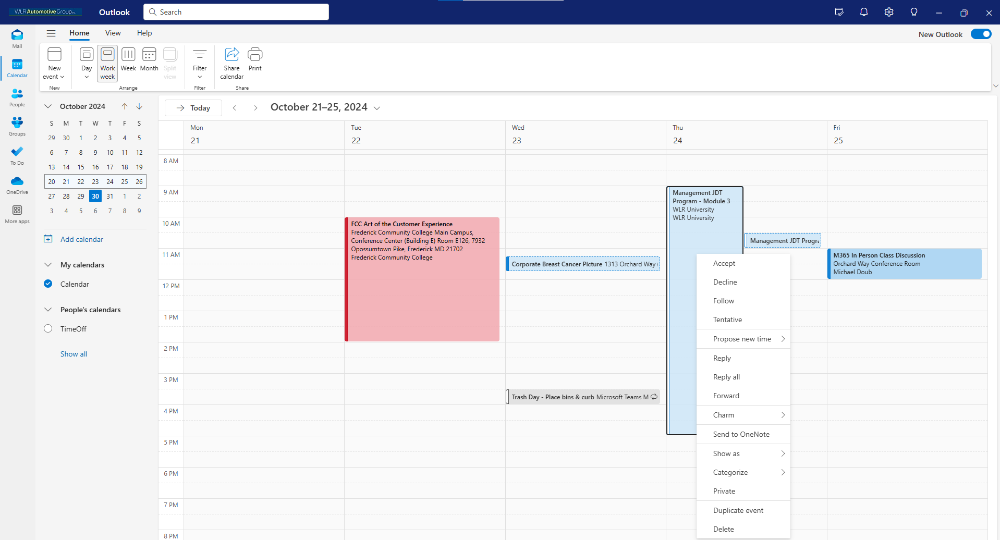 WLR AutomotiveGroup
Outlook
Search
Home View Help
New Outlook
Mail
Calendar
People
Groups
To Do
OneDrive
More apps
New event
New
Day
Work week
Week
Month
Split view
Arrange
Filter
Filter
Share calendar
Print
Share
October 2024
S M T W T F S
29 30 1 2 3 4 5
6 7 8 9 10 11 12
13 14 15 16 17 18 19
20 21 22 23 24 25 26
27 28 29 30 31 1 2
3 4 5 6 7 8 9
Add calendar
My calendars
Calendar
People's calendars
TimeOff
Show all
Today
October 21–25, 2024
Mon Tue Wed Thu Fri
21 22 23 24 25
8 AM
9 AM
10 AM
11 AM
12 PM
1 PM
2 PM
3 PM
4 PM
5 PM
6 PM
7 PM
8 PM
FCC Art of the Customer Experience
Frederick Community College Main Campus,
Conference Center (Building E) Room E126, 7932
Opossumtown Pike, Frederick MD 21702
Frederick Community College
Corporate Breast Cancer Picture 1313 Orchard Way (
Trash Day - Place bins & curb Microsoft Teams M
Management JDT
Program - Module 3
WLR University
WLR University
Management JDT Progra
M365 In Person Class Discussion
Orchard Way Conference Room
Michael Doub
Accept
Decline
Follow
Tentative
Propose new time
Reply
Reply all
Forward
Charm
Send to OneNote
Show as
Categorize
Private
Duplicate event
Delete